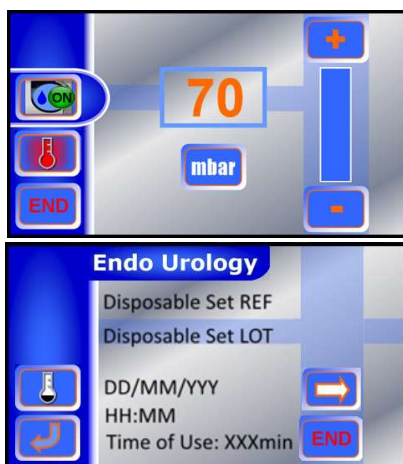 +
70
ON
mbar
END
-
Endo Urology
Disposable Set REF
Disposable Set LOT
DD/MM/YYY
HH:MM
Time of Use: XXXmin
END